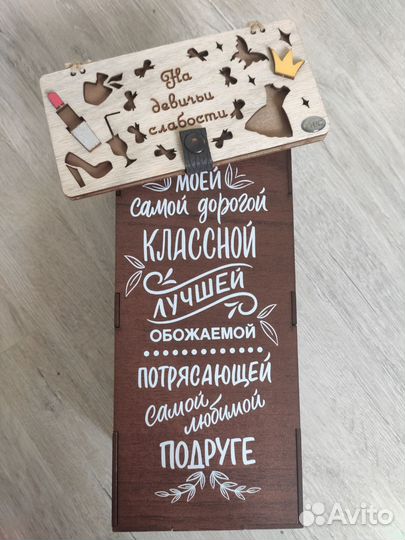 На
девичьи
слабости
МОЕЙ
самой дорогой
КЛАССНОЙ
ЛУЧШЕЙ
ОБОЖАЕМОЙ
ПОТРЯСАЮЩЕЙ
самой
любимой
ПОДРУГЕ
Avito